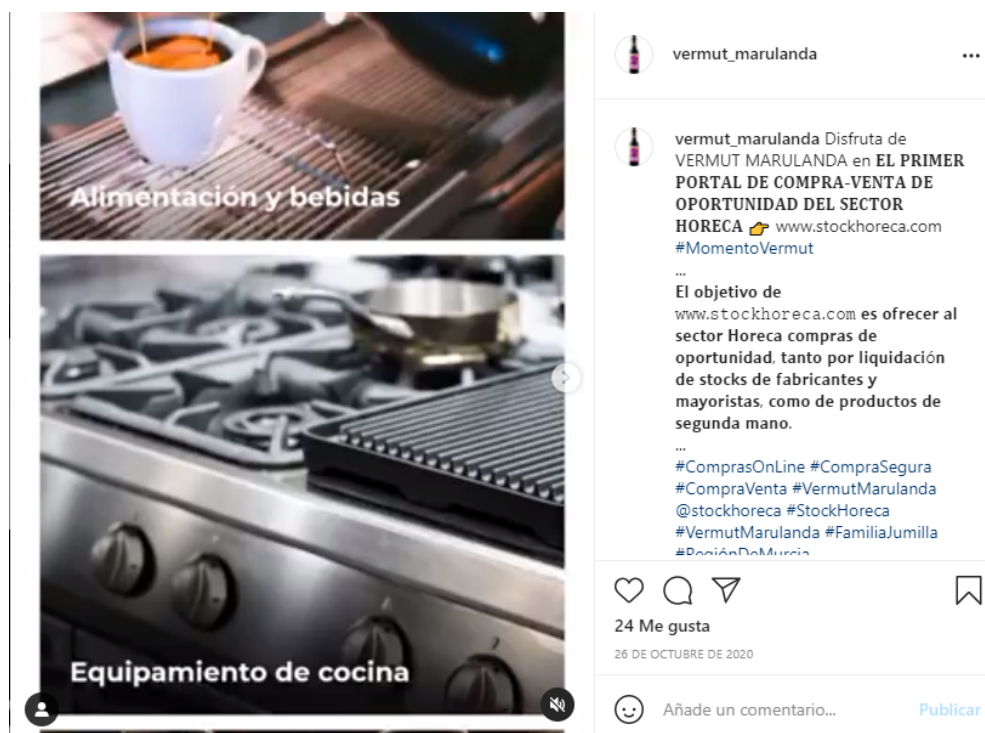 Alimentación y bebidas
Equipamiento de cocina
vermut_marulanda
vermut_marulanda Disfruta de
VERMUT MARULANDA en EL PRIMER
PORTAL DE COMPRA-VENTA DE
OPORTUNIDAD DEL SECTOR
HORECA 👉 www.stockhoreca.com
#MomentoVermut
...
El objetivo de
www.stockhoreca.com es ofrecer al
sector Horeca compras de
oportunidad, tanto por liquidación
de stocks de fabricantes y
mayoristas, como de productos de
segunda mano.
...
#ComprasOnLine #CompraSegura
#CompraVenta #VermutMarulanda
@stockhoreca #StockHoreca
#VermutMarulanda #FamiliaJumilla
#RegiónDeMurcia
24 Me gusta
26 DE OCTUBRE DE 2020
Añade un comentario...
Publicar